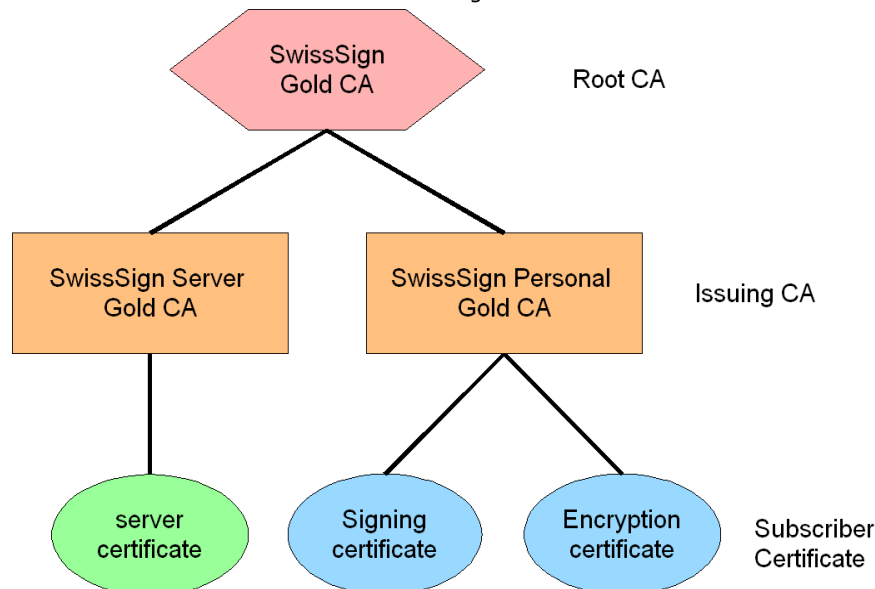 SwissSign
Gold CA
Root CA
SwissSign Server
Gold CA
SwissSign Personal
Gold CA
Issuing CA
server
certificate
Signing
certificate
Encryption
certificate
Subscriber
Certificate